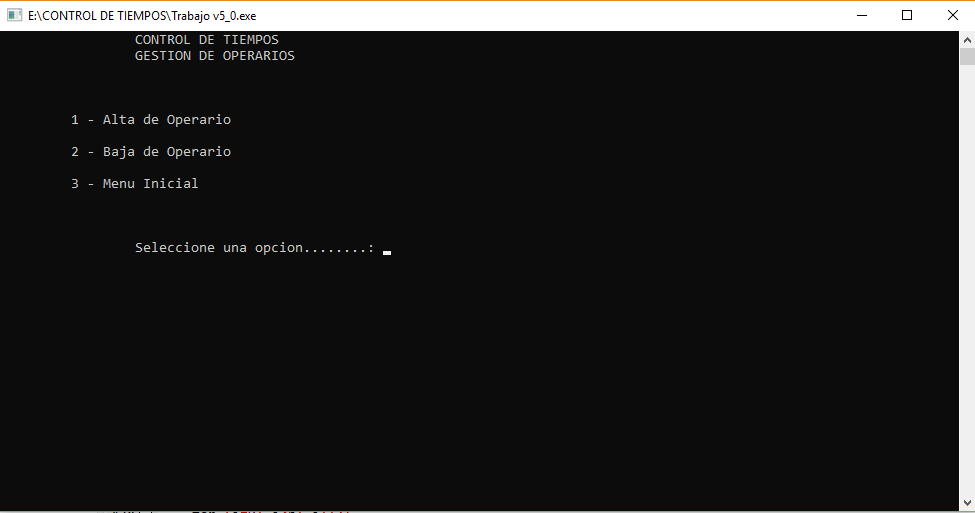 E:\CONTROL DE TIEMPOS\Trabajo v5_0.exe
CONTROL DE TIEMPOS
GESTION DE OPERARIOS
1 - Alta de Operario
2 - Baja de Operario
3 - Menu Inicial
Seleccione una opcion........: